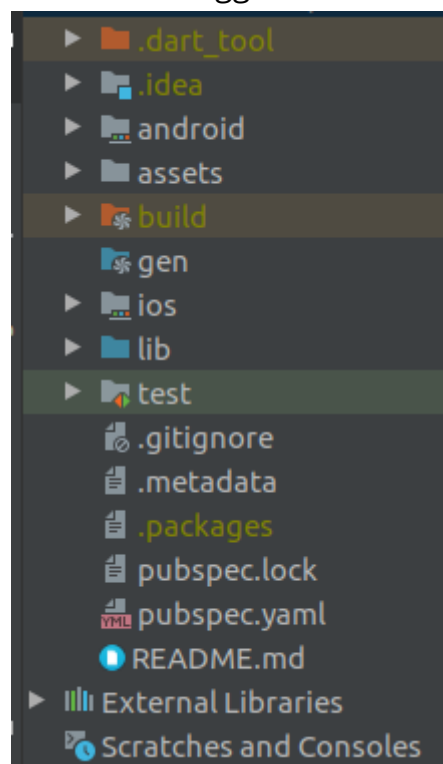 .dart_tool
.idea
android
assets
build
gen
ios
lib
test
.gitignore
.metadata
.packages
pubspec.lock
YML pubspec.yaml
README.md
External Libraries
Scratches and Consoles